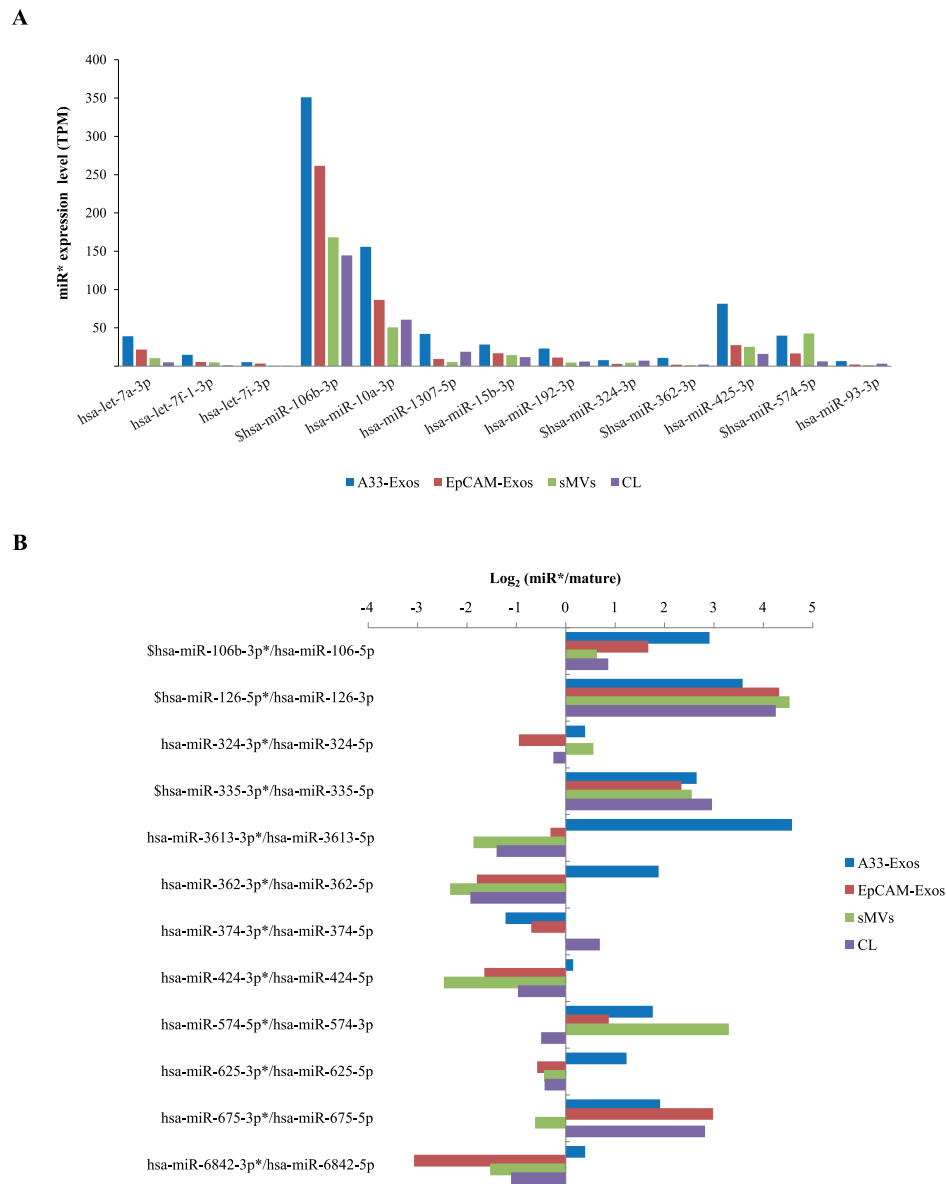 A
400
350
300
250
200
150
100
50
miR* expression level (TPM)
hsa-let-7a-3p
hsa-let-7f-1-3p
hsa-let-7i-3p
$hsa-miR-106b-3p
hsa-miR-10a-3p
hsa-miR-1307-5p
hsa-miR-15b-3p
hsa-miR-192-3p
$hsa-miR-324-3p
$hsa-miR-362-3p
hsa-miR-425-3p
$hsa-miR-574-5p
hsa-miR-93-3p
A33-Exos EpCAM-Exos sMVs CL
B
Log₂ (miR*/mature)
-4 -3 -2 -1 0 1 2 3 4 5
$hsa-miR-106b-3p*/hsa-miR-106-5p
$hsa-miR-126-5p*/hsa-miR-126-3p
hsa-miR-324-3p*/hsa-miR-324-5p
$hsa-miR-335-3p*/hsa-miR-335-5p
hsa-miR-3613-3p*/hsa-miR-3613-5p
hsa-miR-362-3p*/hsa-miR-362-5p
hsa-miR-374-3p*/hsa-miR-374-5p
hsa-miR-424-3p*/hsa-miR-424-5p
hsa-miR-574-5p*/hsa-miR-574-3p
hsa-miR-625-3p*/hsa-miR-625-5p
hsa-miR-675-3p*/hsa-miR-675-5p
hsa-miR-6842-3p*/hsa-miR-6842-5p
A33-Exos
EpCAM-Exos
sMVs
CL